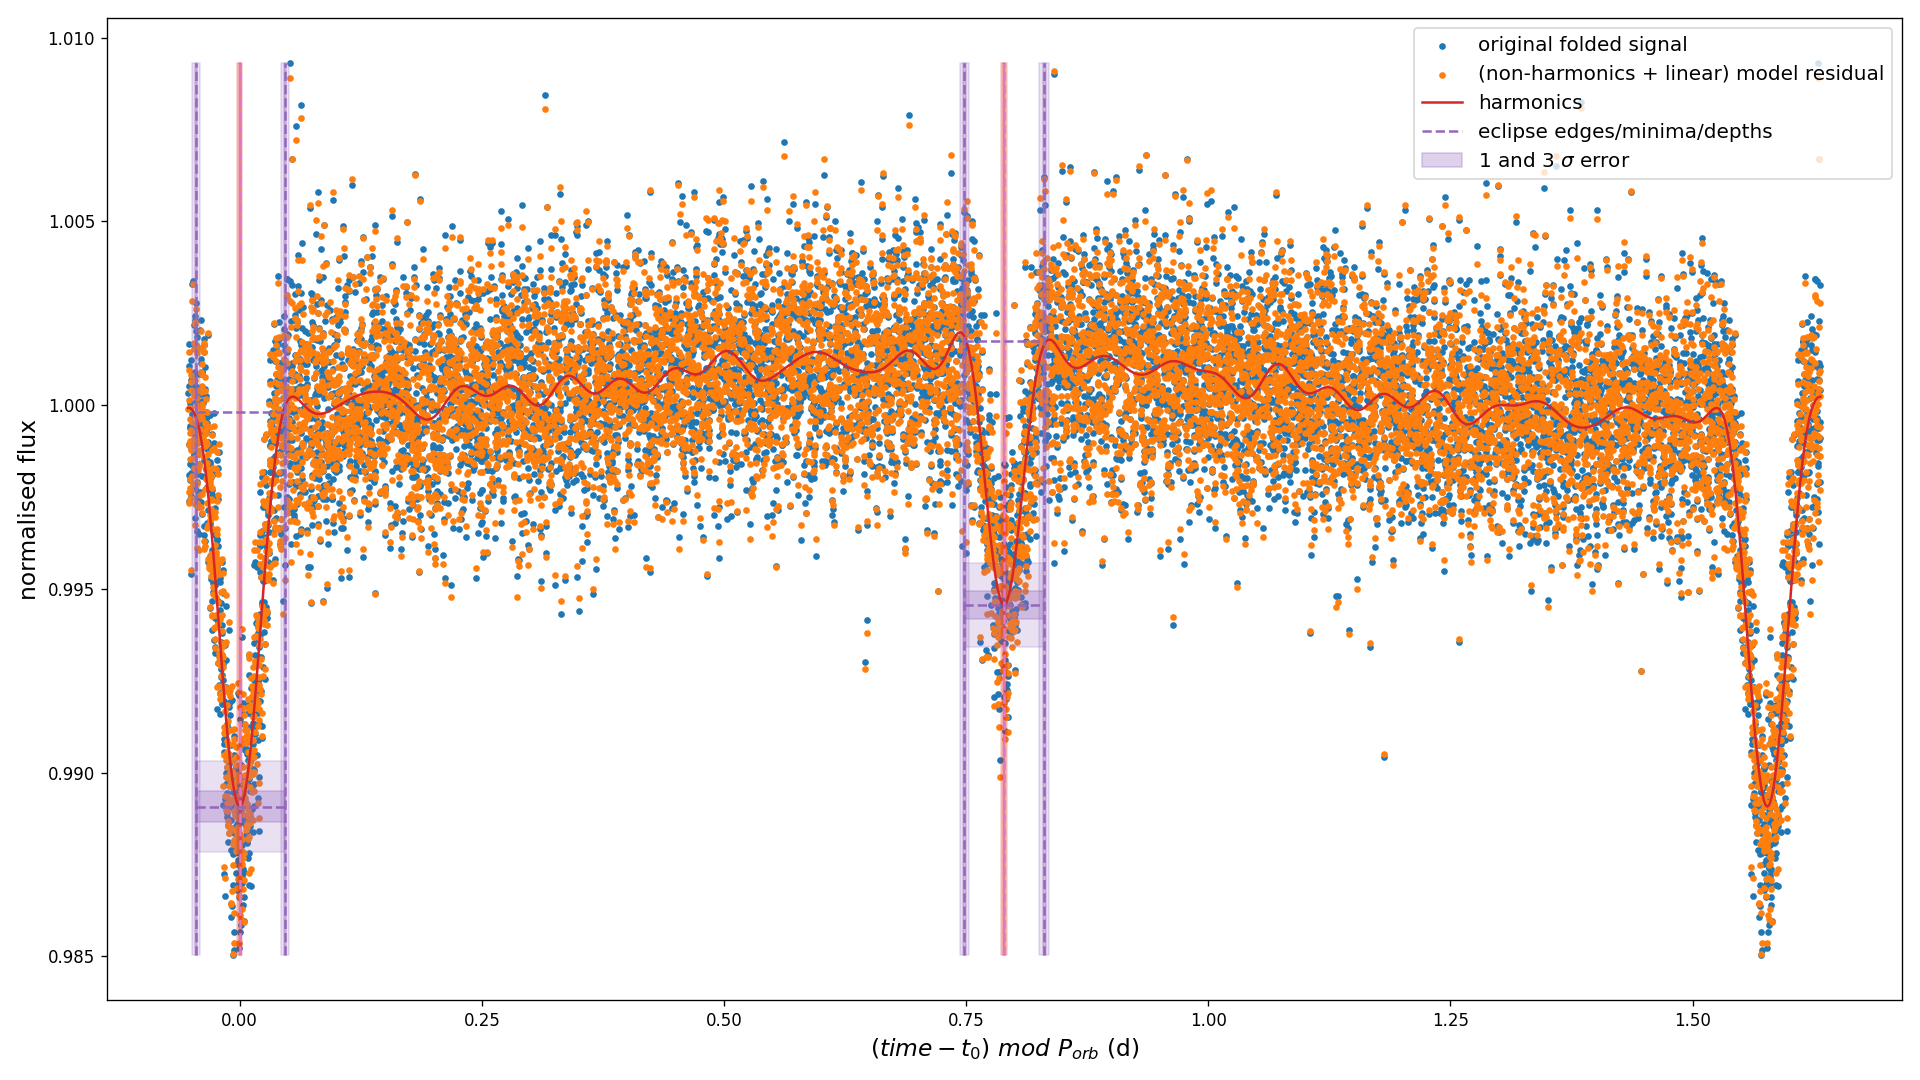 original folded signal
(non-harmonics + linear) model residual
harmonics
eclipse edges/minima/depths
1 and 3 σ error
normalised flux
1.010
1.005
1.000
0.995
0.990
0.985
0.00 0.25 0.50 0.75 1.00 1.25 1.50
(time − t₀) mod Pₒᵣb (d)